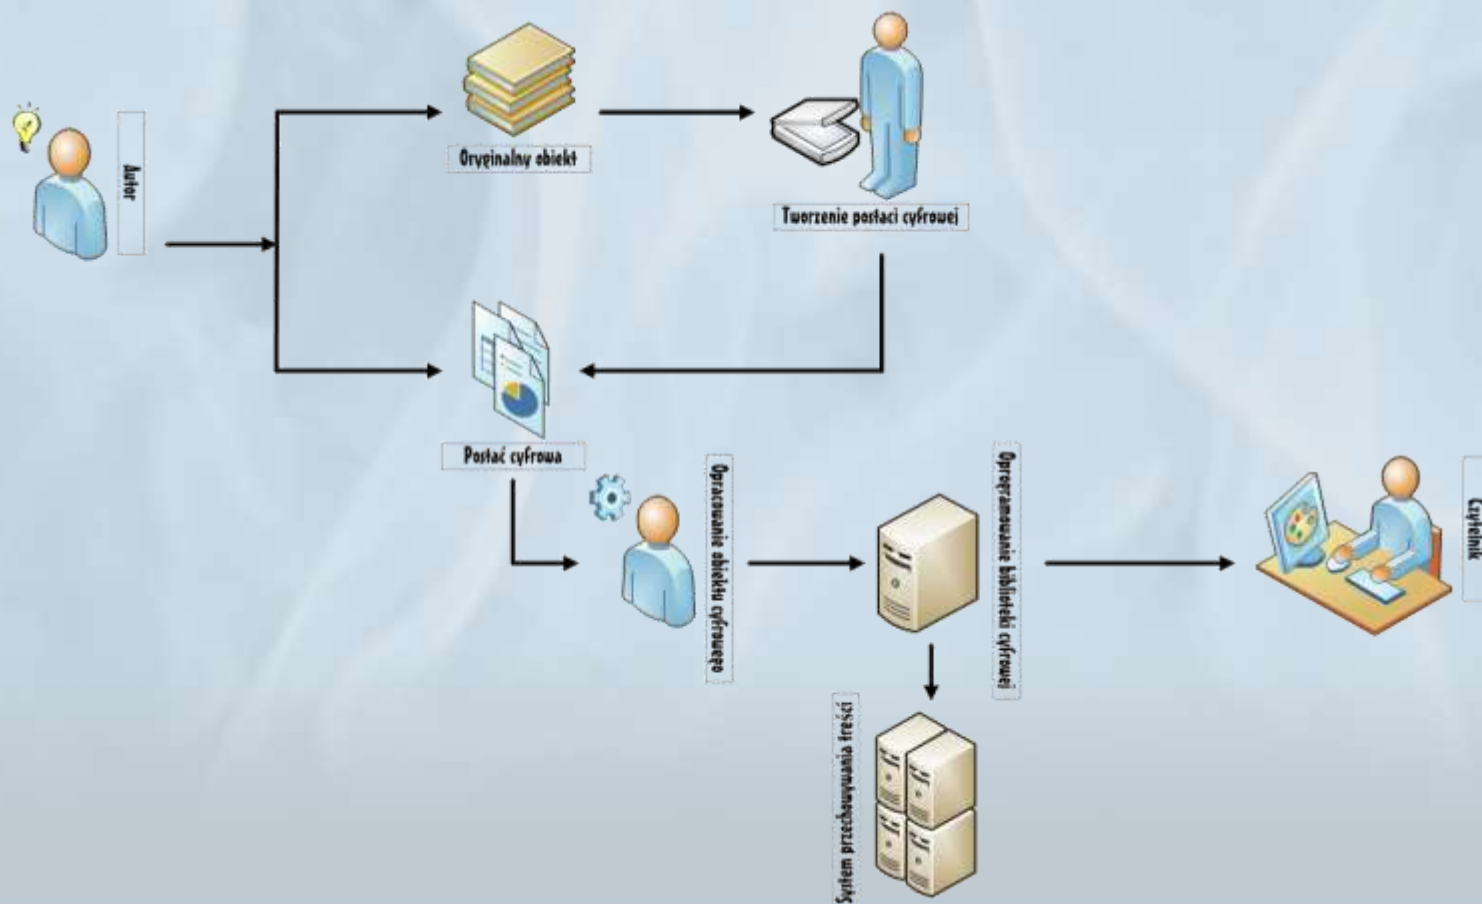 Autor
Oryginalny obiekt
Tworzenie postaci cyfrowej
Postać cyfrowa
Opracowanie obiektu cyfrowego
Oprogramowanie biblioteki cyfrowej
Czytelnik
System przechowywania treści